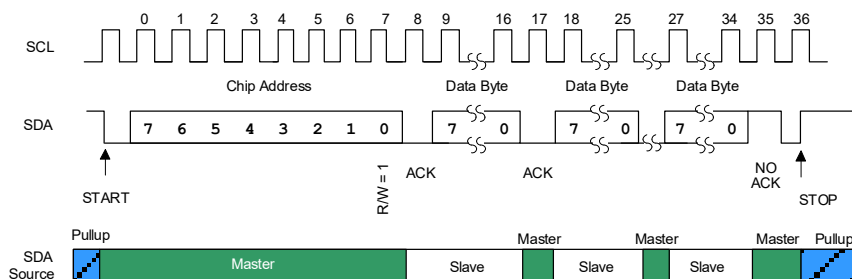 0 1 2 3 4 5 6 7 8 9 16 17 18 25 27 34 35 36
SCL
Chip Address Data Byte Data Byte Data Byte
SDA 7 6 5 4 3 2 1 0 7 0 7 0 7 0
START R/W = 1 ACK ACK NO ACK STOP
Pullup Master Master Master Pullup
SDA Source Master Slave Slave Slave